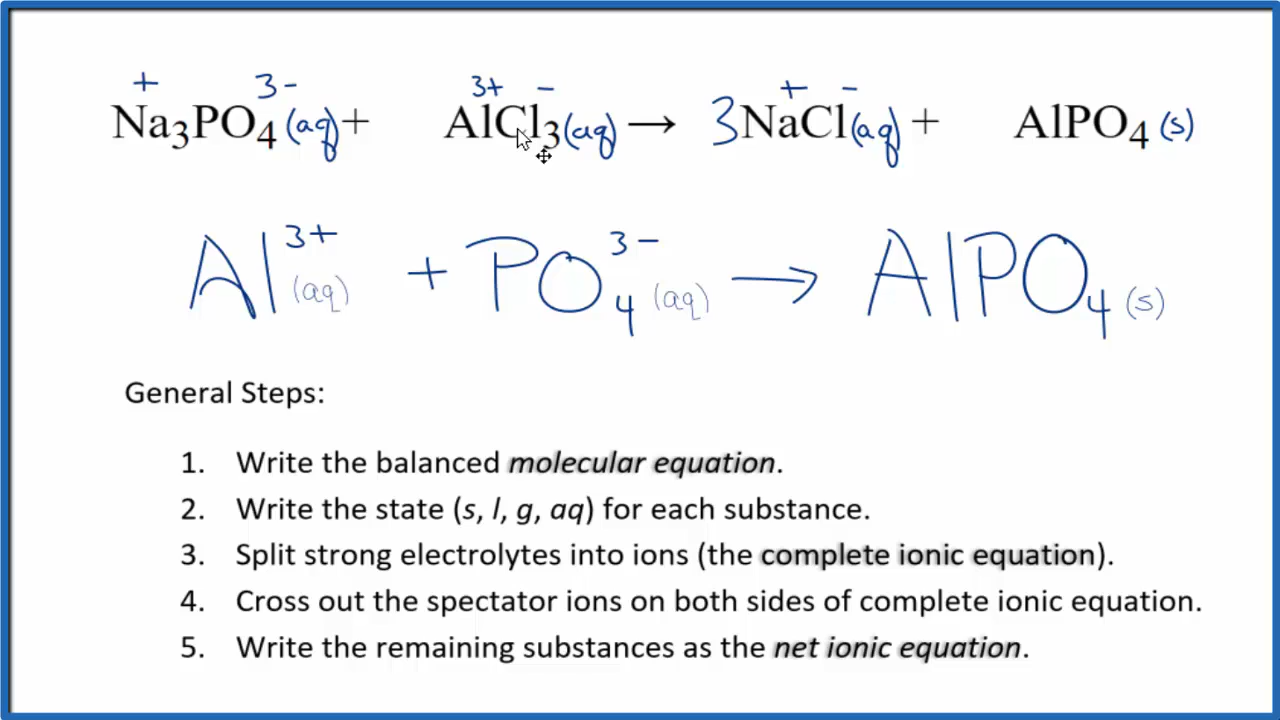 Na₃PO₄(aq) + AlCl₃(aq) → 3NaCl(aq) + AlPO₄(s)
+ 3- 3+ - + -
Al³⁺(aq) + PO₄³⁻(aq) → AlPO₄(s)
General Steps:
1. Write the balanced molecular equation.
2. Write the state (s, l, g, aq) for each substance.
3. Split strong electrolytes into ions (the complete ionic equation).
4. Cross out the spectator ions on both sides of complete ionic equation.
5. Write the remaining substances as the net ionic equation.